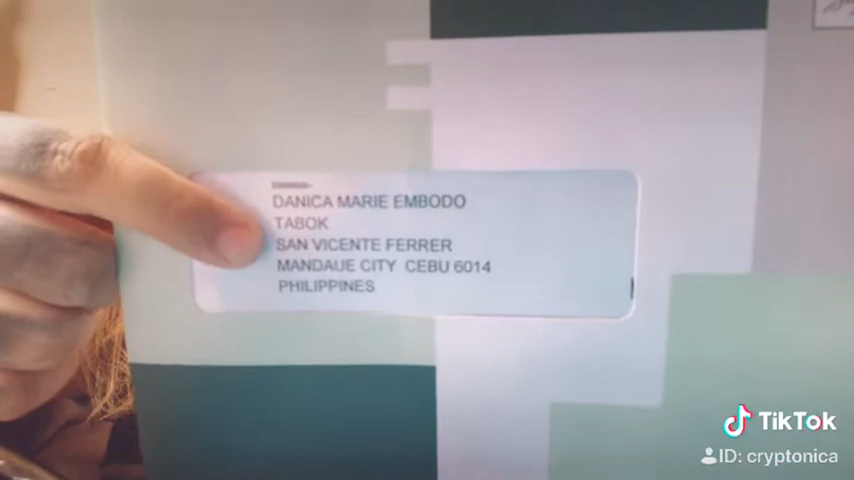 DANICA MARIE EMBODO
TABOK
SAN VICENTE FERRER
MANDAUE CITY CEBU 6014
PHILIPPINES
TikTok
ID: cryptonica